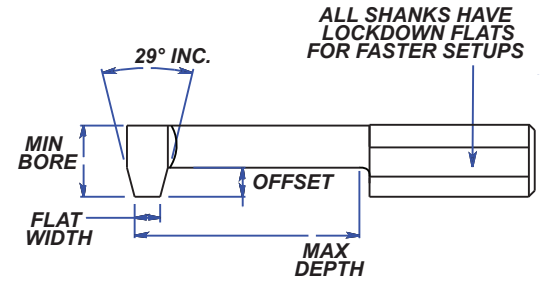 ALL SHANKS HAVE
LOCKDOWN FLATS
FOR FASTER SETUPS
29° INC.
MIN
BORE
OFFSET
FLAT
WIDTH
MAX
DEPTH